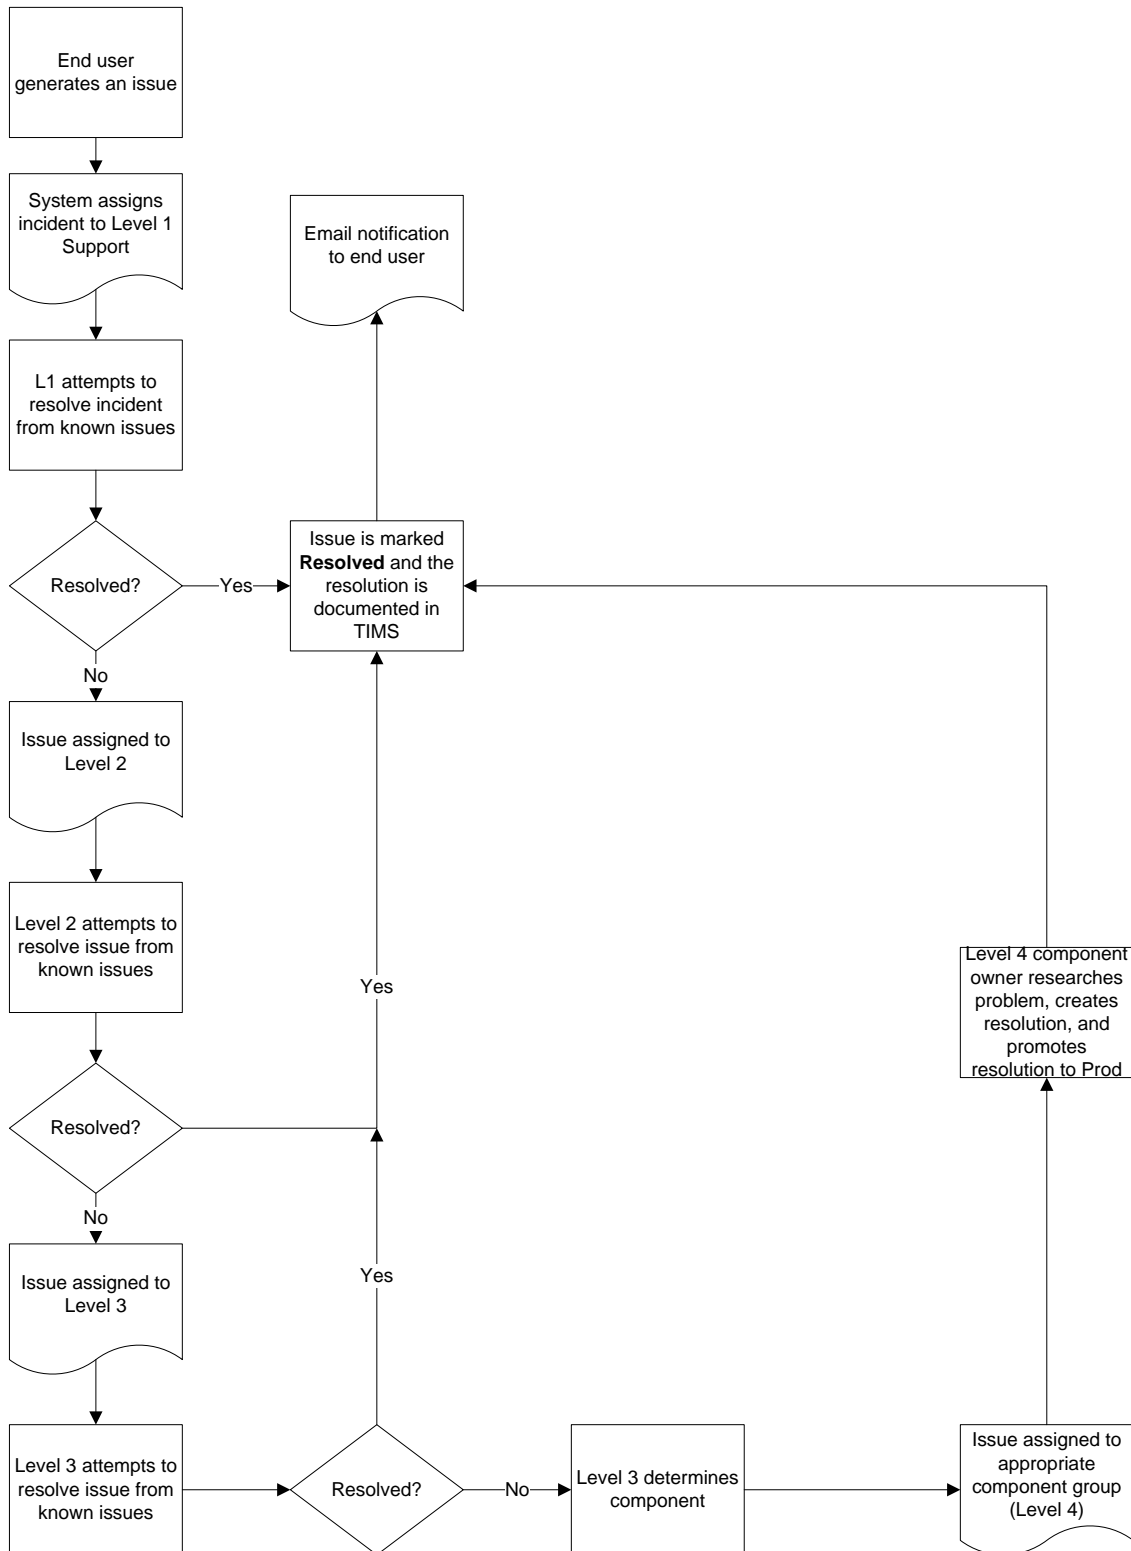 End user
generates an issue
System assigns
incident to Level 1
Support
Email notification
to end user
L1 attempts to
resolve incident
from known issues
Resolved?
Yes
Issue is marked
Resolved and the
resolution is
documented in
TIMS
No
Issue assigned to
Level 2
Level 2 attempts to
resolve issue from
known issues
Yes
Level 4 component
owner researches
problem, creates
resolution, and
promotes
resolution to Prod
Resolved?
No
Issue assigned to
Level 3
Yes
Level 3 attempts to
resolve issue from
known issues
Resolved?
No
Level 3 determines
component
Issue assigned to
appropriate
component group
(Level 4)